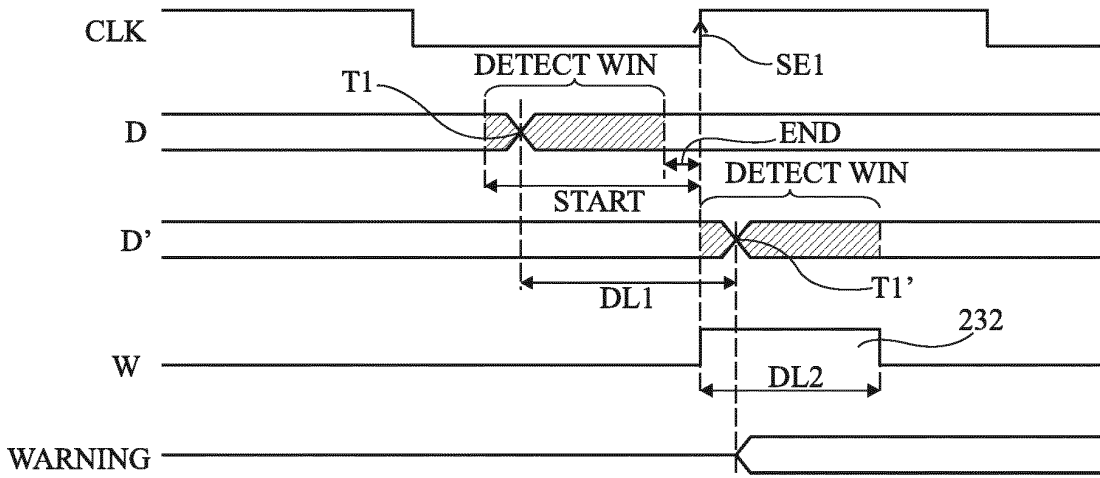 CLK
SE1
DETECT WIN
T1
D
END
START
DETECT WIN
D’
T1’
DL1
232
W
DL2
WARNING